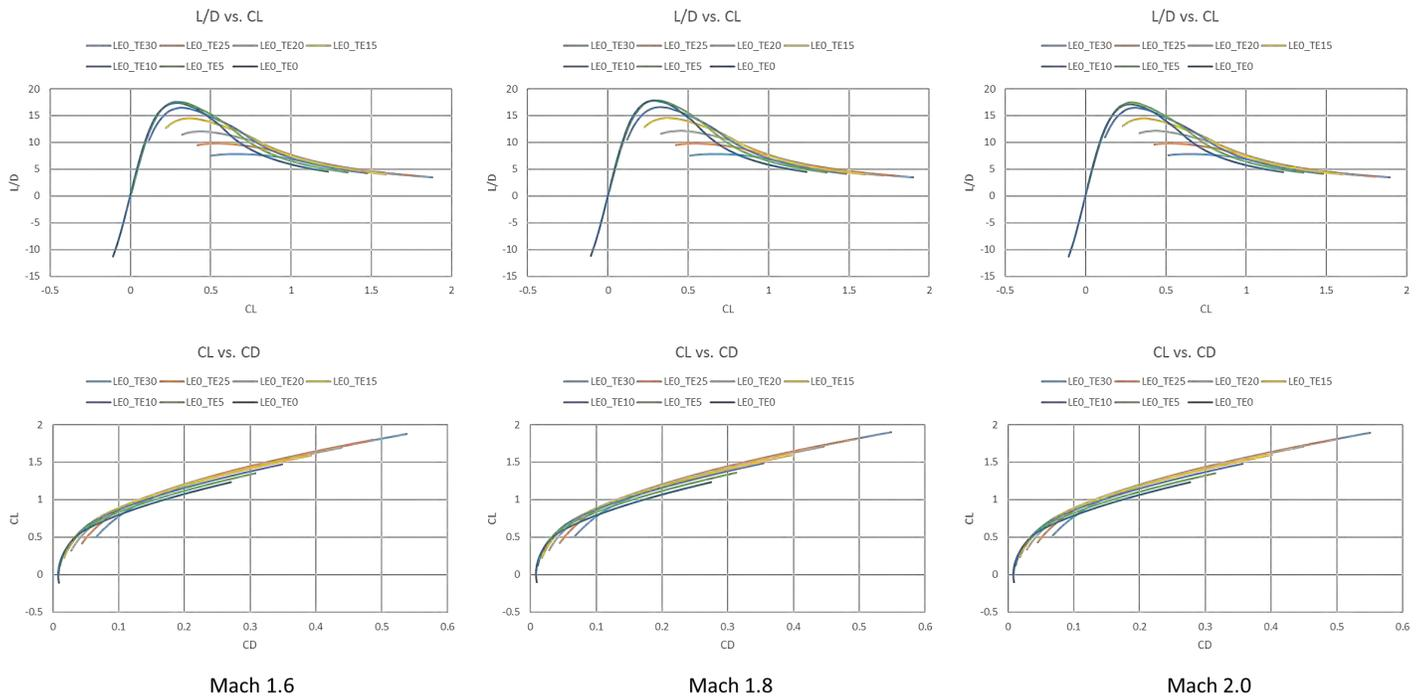 L/D vs. CL
LE0_TE30 LE0_TE25 LE0_TE20 LE0_TE15
LE0_TE10 LE0_TE5 LE0_TE0
20
15
10
5
0
-5
-10
-15
L/D
-0.5 0 0.5 1 1.5 2
CL
L/D vs. CL
LE0_TE30 LE0_TE25 LE0_TE20 LE0_TE15
LE0_TE10 LE0_TE5 LE0_TE0
20
15
10
5
0
-5
-10
-15
L/D
-0.5 0 0.5 1 1.5 2
CL
L/D vs. CL
LE0_TE30 LE0_TE25 LE0_TE20 LE0_TE15
LE0_TE10 LE0_TE5 LE0_TE0
20
15
10
5
0
-5
-10
-15
L/D
-0.5 0 0.5 1 1.5 2
CL
CL vs. CD
LE0_TE30 LE0_TE25 LE0_TE20 LE0_TE15
LE0_TE10 LE0_TE5 LE0_TE0
2
1.5
1
0.5
0
-0.5
CL
0 0.1 0.2 0.3 0.4 0.5 0.6
CD
Mach 1.6
CL vs. CD
LE0_TE30 LE0_TE25 LE0_TE20 LE0_TE15
LE0_TE10 LE0_TE5 LE0_TE0
2
1.5
1
0.5
0
-0.5
CL
0 0.1 0.2 0.3 0.4 0.5 0.6
CD
Mach 1.8
CL vs. CD
LE0_TE30 LE0_TE25 LE0_TE20 LE0_TE15
LE0_TE10 LE0_TE5 LE0_TE0
2
1.5
1
0.5
0
-0.5
CL
0 0.1 0.2 0.3 0.4 0.5 0.6
CD
Mach 2.0